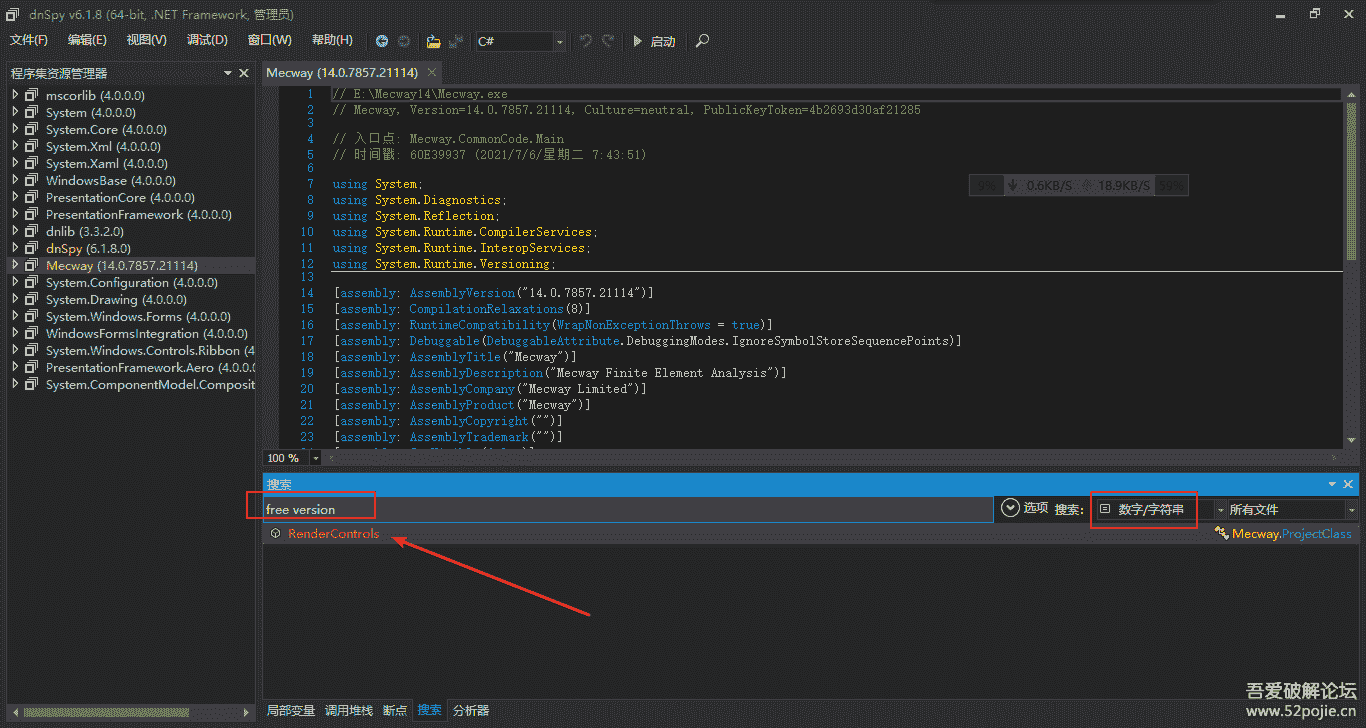 dnSpy v6.1.8 (64-bit, .NET Framework, 管理员)
文件(F) 编辑(E) 视图(V) 调试(D) 窗口(W) 帮助(H) C# 启动
程序集资源管理器
mscorlib (4.0.0.0)
System (4.0.0.0)
System.Core (4.0.0.0)
System.Xml (4.0.0.0)
System.Xaml (4.0.0.0)
WindowsBase (4.0.0.0)
PresentationCore (4.0.0.0)
PresentationFramework (4.0.0.0)
dnlib (3.3.2.0)
dnSpy (6.1.8.0)
Mecway (14.0.7857.21114)
System.Configuration (4.0.0.0)
System.Drawing (4.0.0.0)
System.Windows.Forms (4.0.0.0)
WindowsFormsIntegration (4.0.0.0)
System.Windows.Controls.Ribbon (4
PresentationFramework.Aero (4.0.0.0
System.ComponentModel.Composit
Mecway (14.0.7857.21114)
1 // E:\Mecway14\Mecway.exe
2 // Mecway, Version=14.0.7857.21114, Culture=neutral, PublicKeyToken=4b2693d30af21285
3
4 // 入口点: Mecway.CommonCode.Main
5 // 时间戳: 60E39937 (2021/7/6/星期二 7:43:51)
6
7 using System;
8 using System.Diagnostics;
9 using System.Reflection;
10 using System.Runtime.CompilerServices;
11 using System.Runtime.InteropServices;
12 using System.Runtime.Versioning;
13
14 [assembly: AssemblyVersion("14.0.7857.21114")]
15 [assembly: CompilationRelaxations(8)]
16 [assembly: RuntimeCompatibility(WrapNonExceptionThrows = true)]
17 [assembly: Debuggable(DebuggableAttribute.DebuggingModes.IgnoreSymbolStoreSequencePoints)]
18 [assembly: AssemblyTitle("Mecway")]
19 [assembly: AssemblyDescription("Mecway Finite Element Analysis")]
20 [assembly: AssemblyCompany("Mecway Limited")]
21 [assembly: AssemblyProduct("Mecway")]
22 [assembly: AssemblyCopyright("")]
23 [assembly: AssemblyTrademark("")]
0.6KB/S 18.9KB/S
100 %
搜索
free version 选项 搜索: 数字/字符串 所有文件
RenderControls Mecway.ProjectClass
局部变量 调用堆栈 断点 搜索 分析器
吾爱破解论坛
www.52pojie.cn